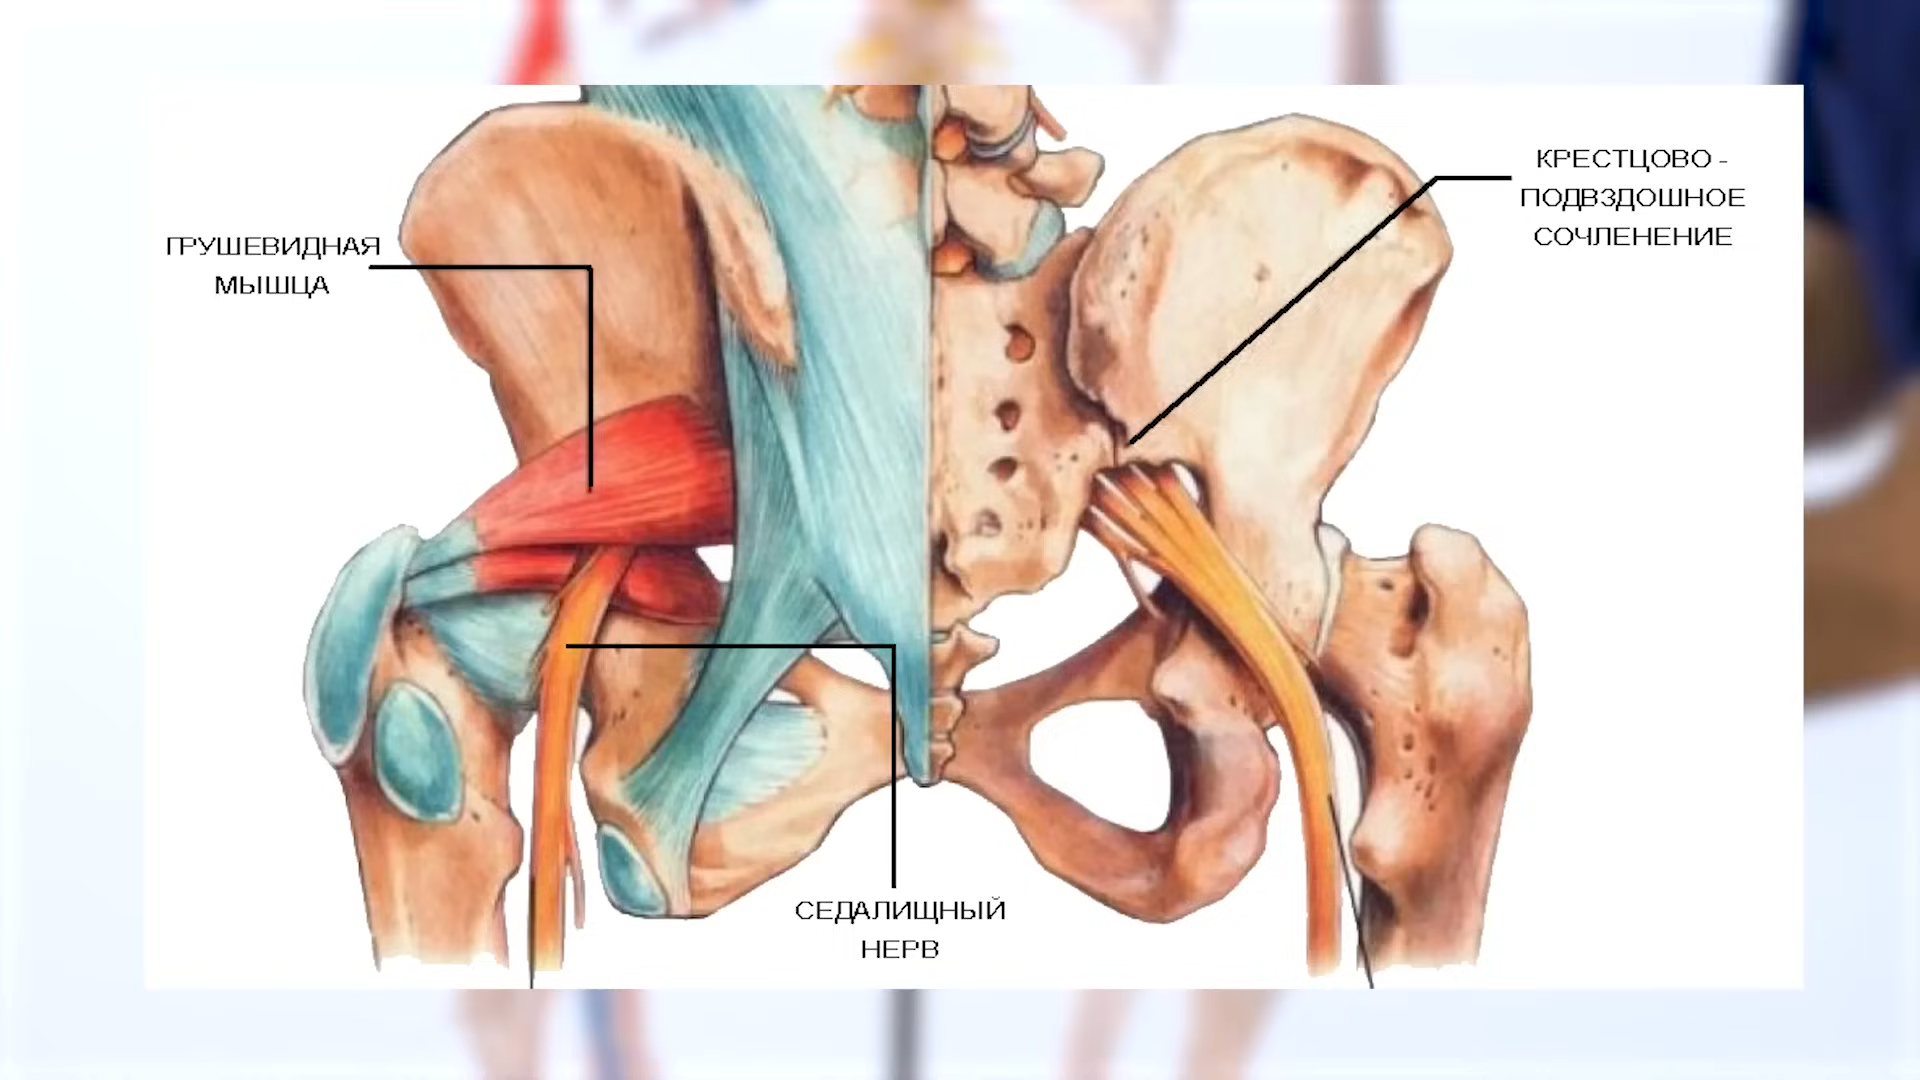 ГРУШЕВИДНАЯ
МЫШЦА
КРЕСТЦОВО -
ПОДВЗДОШНОЕ
СОЧЛЕНЕНИЕ
СЕДАЛИЩНЫЙ
НЕРВ